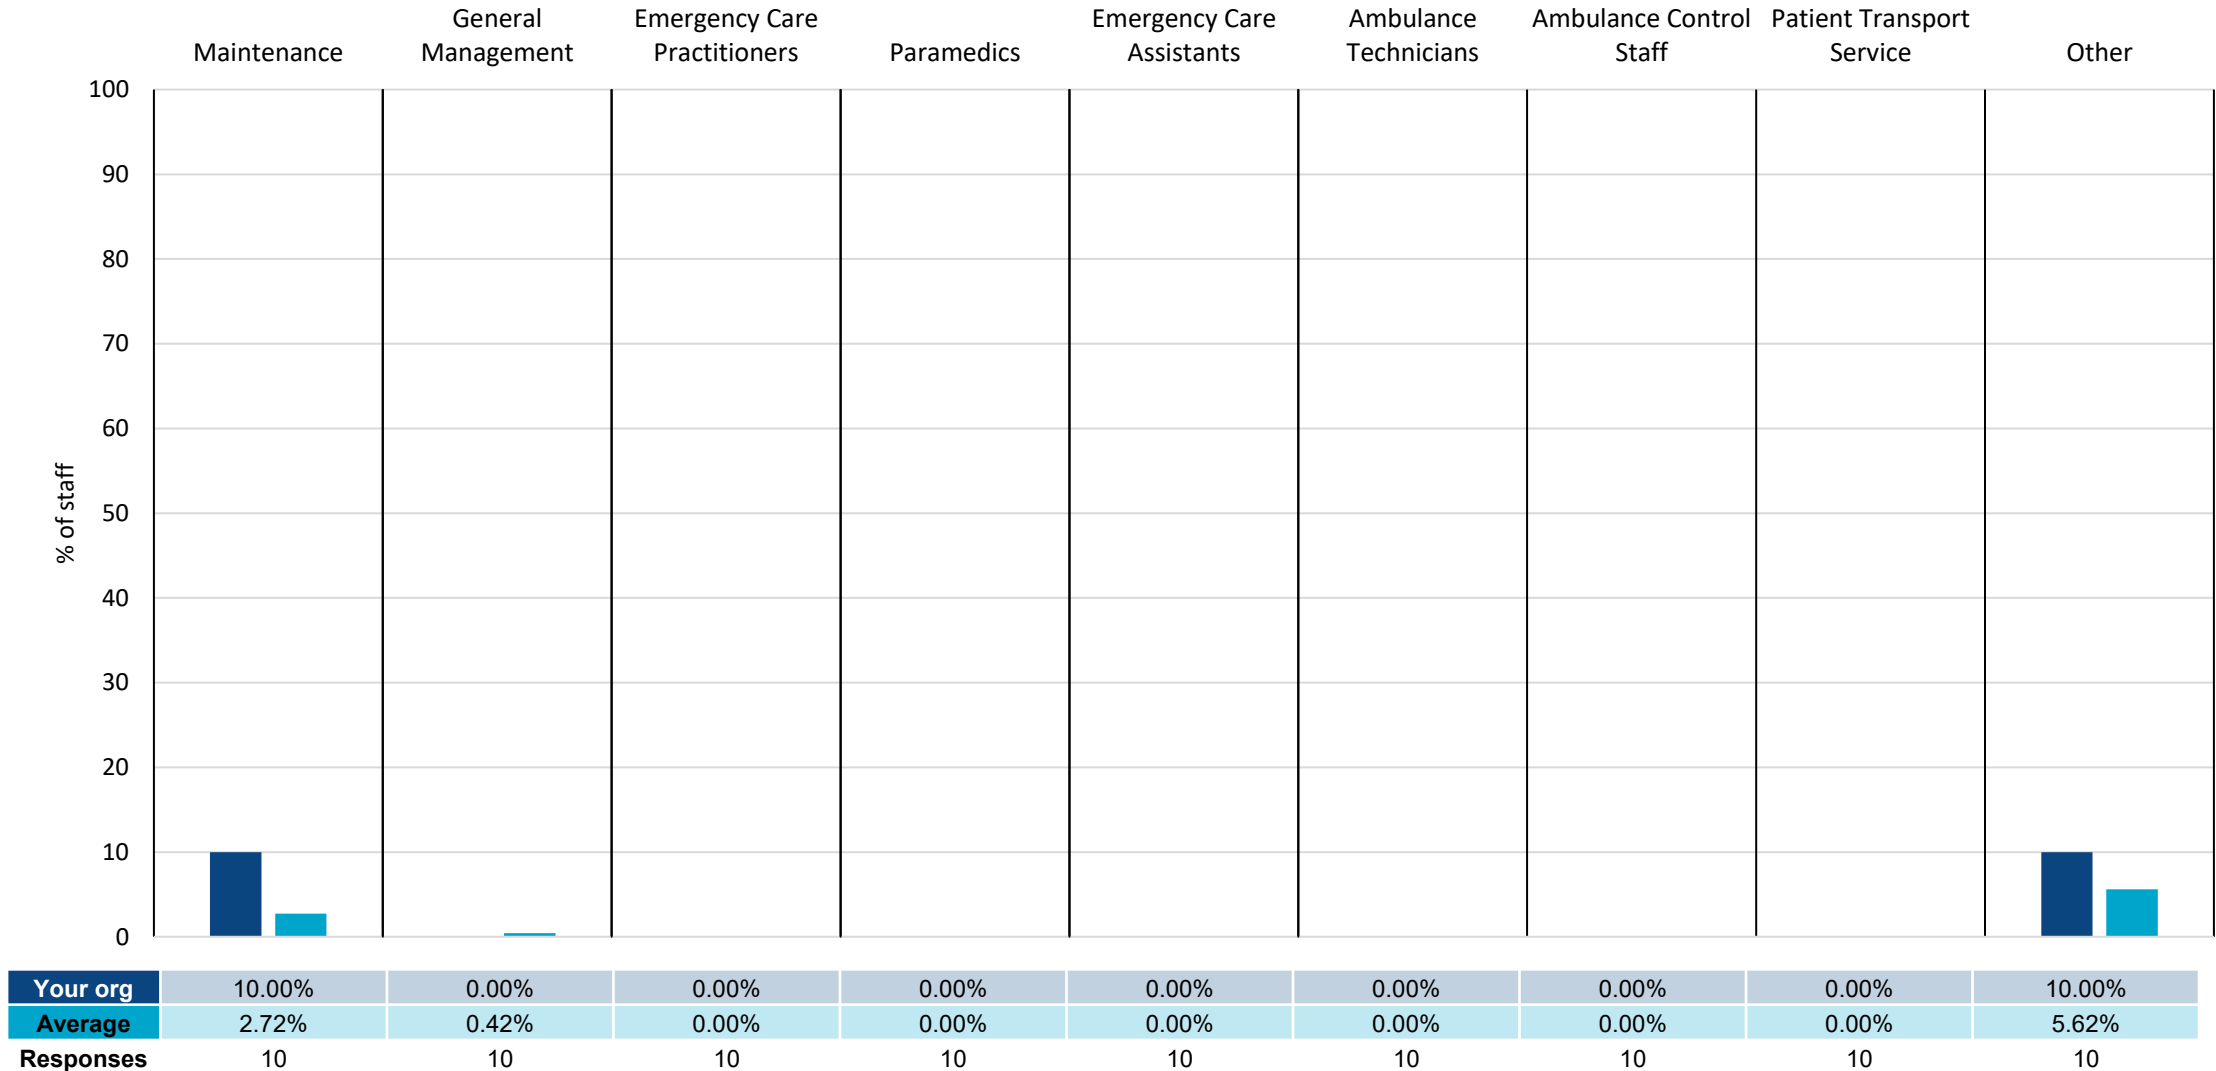 Maintenance
General
Management
Emergency Care
Practitioners
Paramedics
Emergency Care
Assistants
Ambulance
Technicians
Ambulance Control
Staff
Patient Transport
Service
Other
% of staff
100
90
80
70
60
50
40
30
20
10
0
Your org 10.00% 0.00% 0.00% 0.00% 0.00% 0.00% 0.00% 0.00% 10.00%
Average 2.72% 0.42% 0.00% 0.00% 0.00% 0.00% 0.00% 0.00% 5.62%
Responses 10 10 10 10 10 10 10 10 10